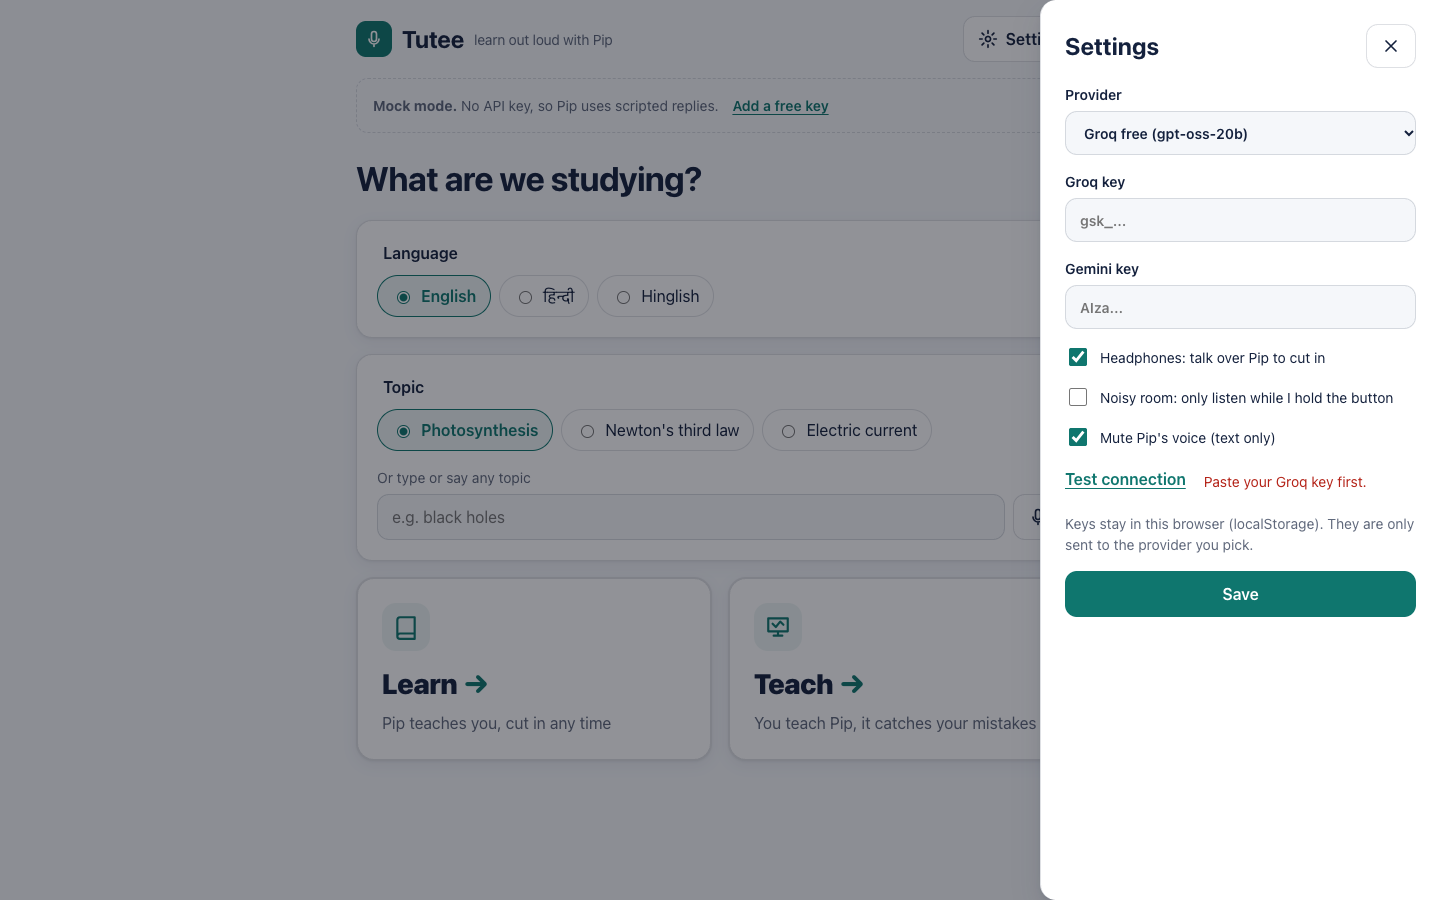 Tutee learn out loud with Pip
Mock mode. No API key, so Pip uses scripted replies. Add a free key
What are we studying?
Language
English
हिन्दी
Hinglish
Topic
Photosynthesis
Newton's third law
Electric current
Or type or say any topic
e.g. black holes
Learn →
Pip teaches you, cut in any time
Teach →
You teach Pip, it catches your mistakes
Settings
Provider
Groq free (gpt-oss-20b)
Groq key
gsk_...
Gemini key
AIza...
Headphones: talk over Pip to cut in
Noisy room: only listen while I hold the button
Mute Pip's voice (text only)
Test connection Paste your Groq key first.
Keys stay in this browser (localStorage). They are only
sent to the provider you pick.
Save